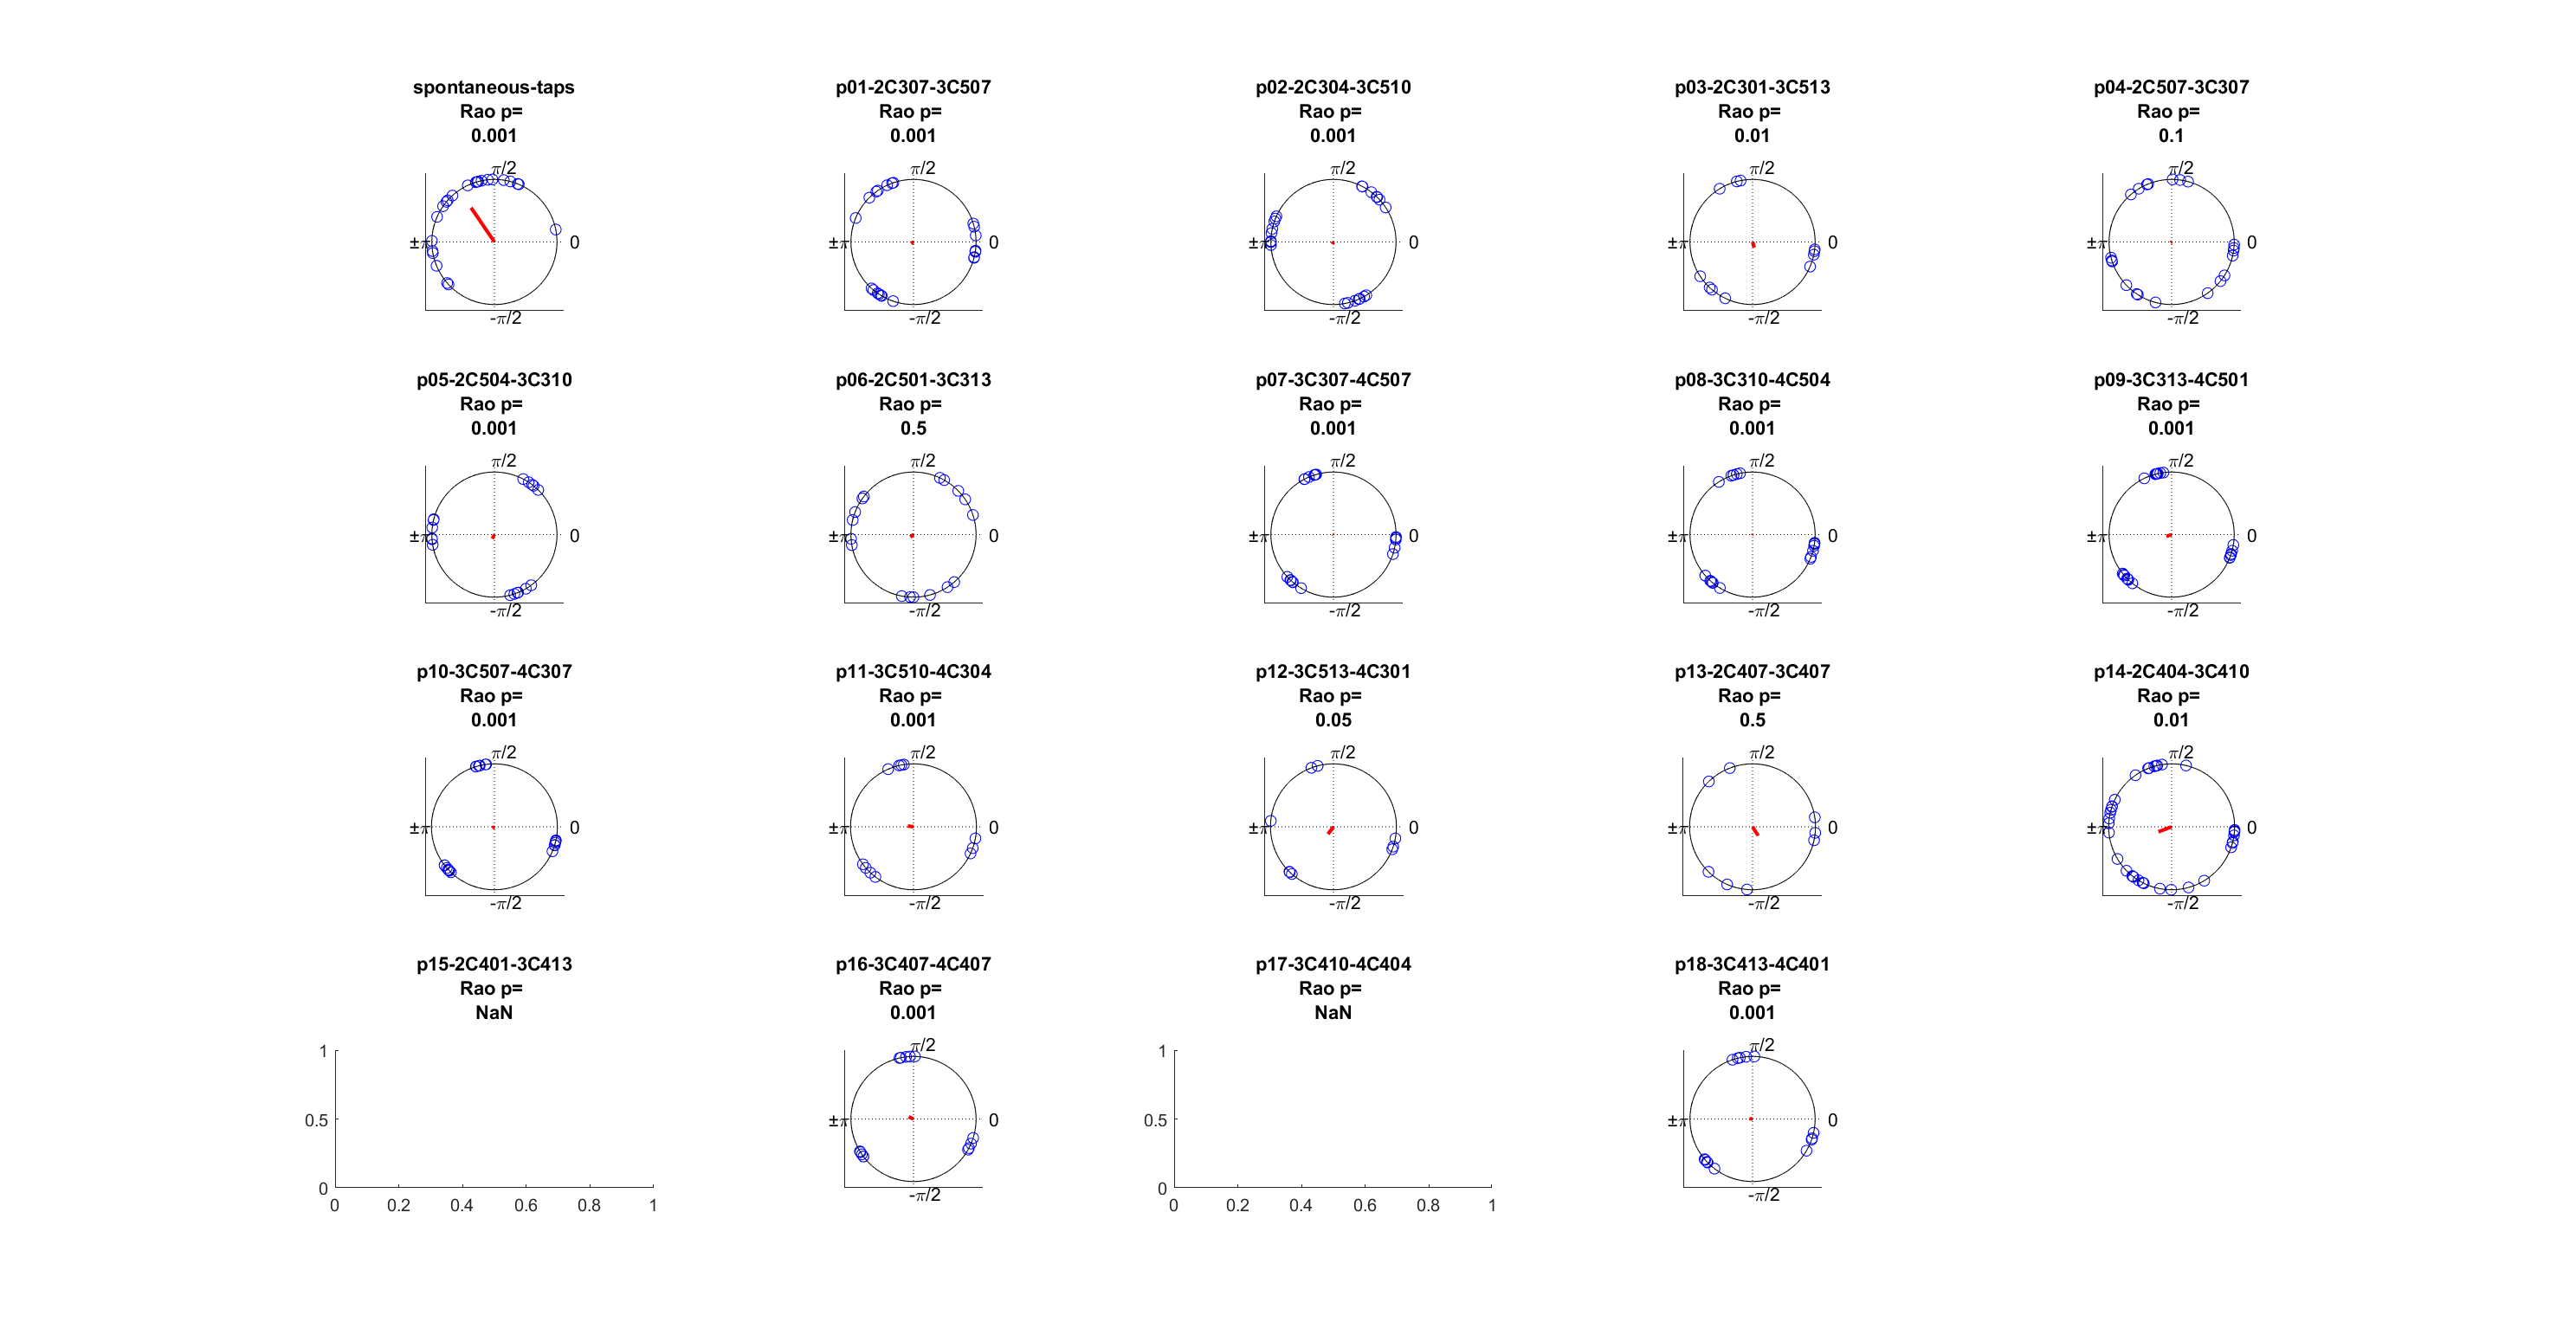 spontaneous-taps
Rao p=
0.001
π/2
±π
0
-π/2
p01-2C307-3C507
Rao p=
0.001
π/2
±π
0
-π/2
p02-2C304-3C510
Rao p=
0.001
π/2
±π
0
-π/2
p03-2C301-3C513
Rao p=
0.01
π/2
±π
0
-π/2
p04-2C507-3C307
Rao p=
0.1
π/2
±π
0
-π/2
p05-2C504-3C310
Rao p=
0.001
π/2
±π
0
-π/2
p06-2C501-3C313
Rao p=
0.5
π/2
±π
0
-π/2
p07-3C307-4C507
Rao p=
0.001
π/2
±π
0
-π/2
p08-3C310-4C504
Rao p=
0.001
π/2
±π
0
-π/2
p09-3C313-4C501
Rao p=
0.001
π/2
±π
0
-π/2
p10-3C507-4C307
Rao p=
0.001
π/2
±π
0
-π/2
p11-3C510-4C304
Rao p=
0.001
π/2
±π
0
-π/2
p12-3C513-4C301
Rao p=
0.05
π/2
±π
0
-π/2
p13-2C407-3C407
Rao p=
0.5
π/2
±π
0
-π/2
p14-2C404-3C410
Rao p=
0.01
π/2
±π
0
-π/2
p15-2C401-3C413
Rao p=
NaN
1
0.5
0
0 0.2 0.4 0.6 0.8 1
p16-3C407-4C407
Rao p=
0.001
π/2
±π
0
-π/2
p17-3C410-4C404
Rao p=
NaN
1
0.5
0
0 0.2 0.4 0.6 0.8 1
p18-3C413-4C401
Rao p=
0.001
π/2
±π
0
-π/2